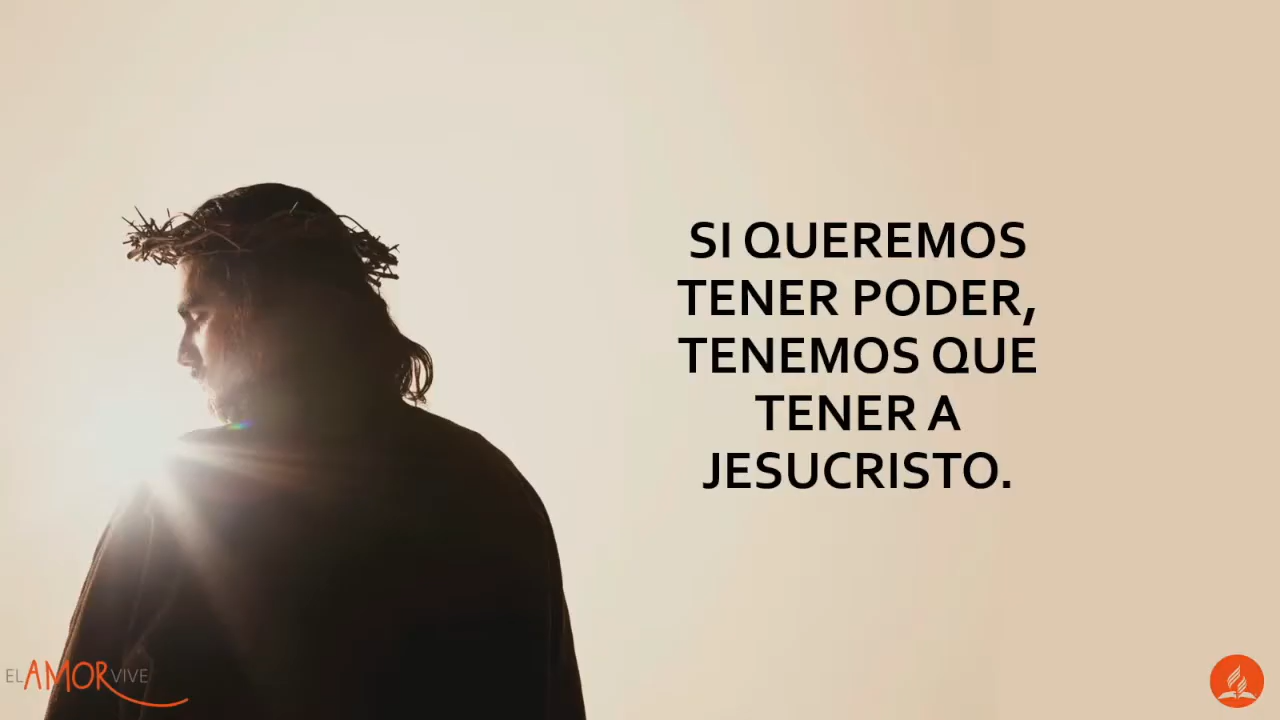 SI QUEREMOS
TENER PODER,
TENEMOS QUE
TENER A
JESUCRISTO.
EL AMOR VIVE